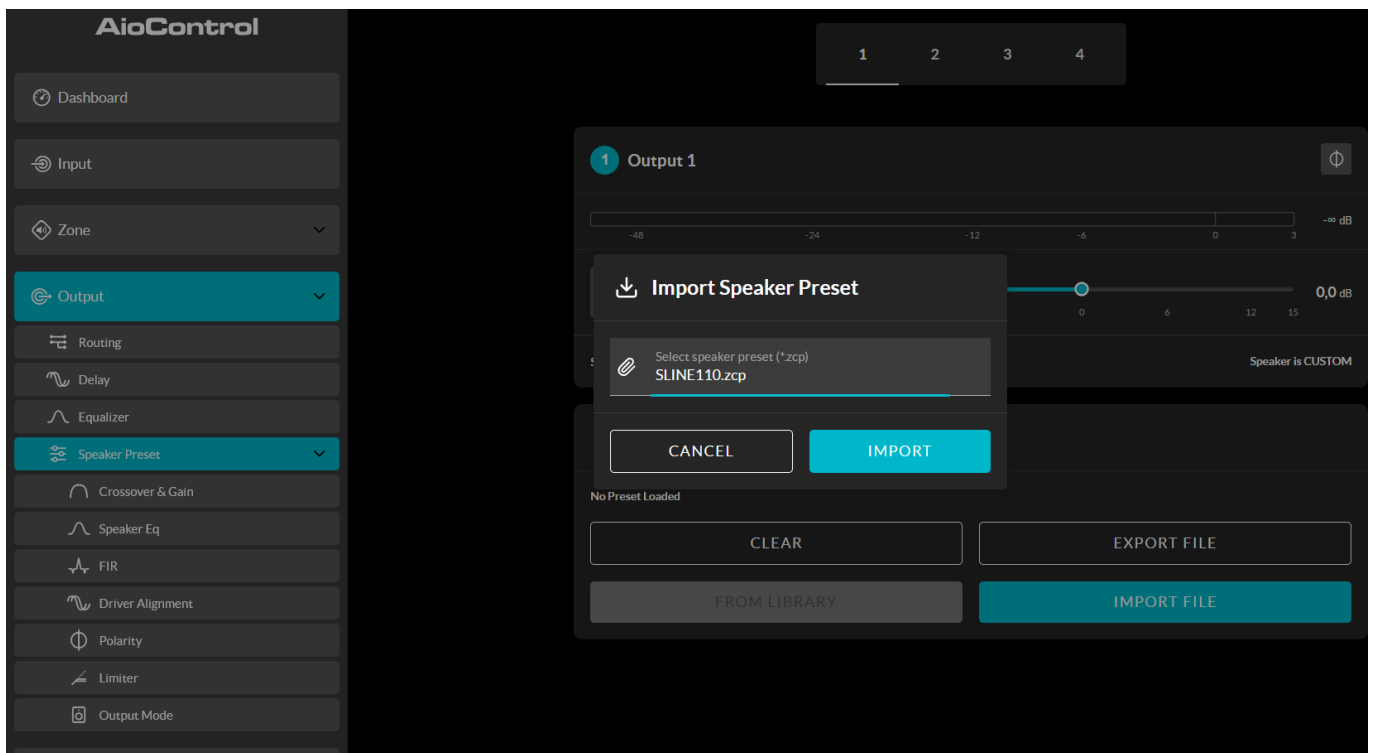 AioControl
Dashboard
Input
Zone
Output
Routing
Delay
Equalizer
Speaker Preset
Crossover & Gain
Speaker Eq
FIR
Driver Alignment
Polarity
Limiter
Output Mode
1 2 3 4
1 Output 1
-∞ dB
-48 -24 -12 -6 0 3
0,0 dB
0 6 12 15
Speaker is CUSTOM
Import Speaker Preset
Select speaker preset (*.zcp)
SLINE110.zcp
CANCEL IMPORT
No Preset Loaded
CLEAR EXPORT FILE
FROM LIBRARY IMPORT FILE